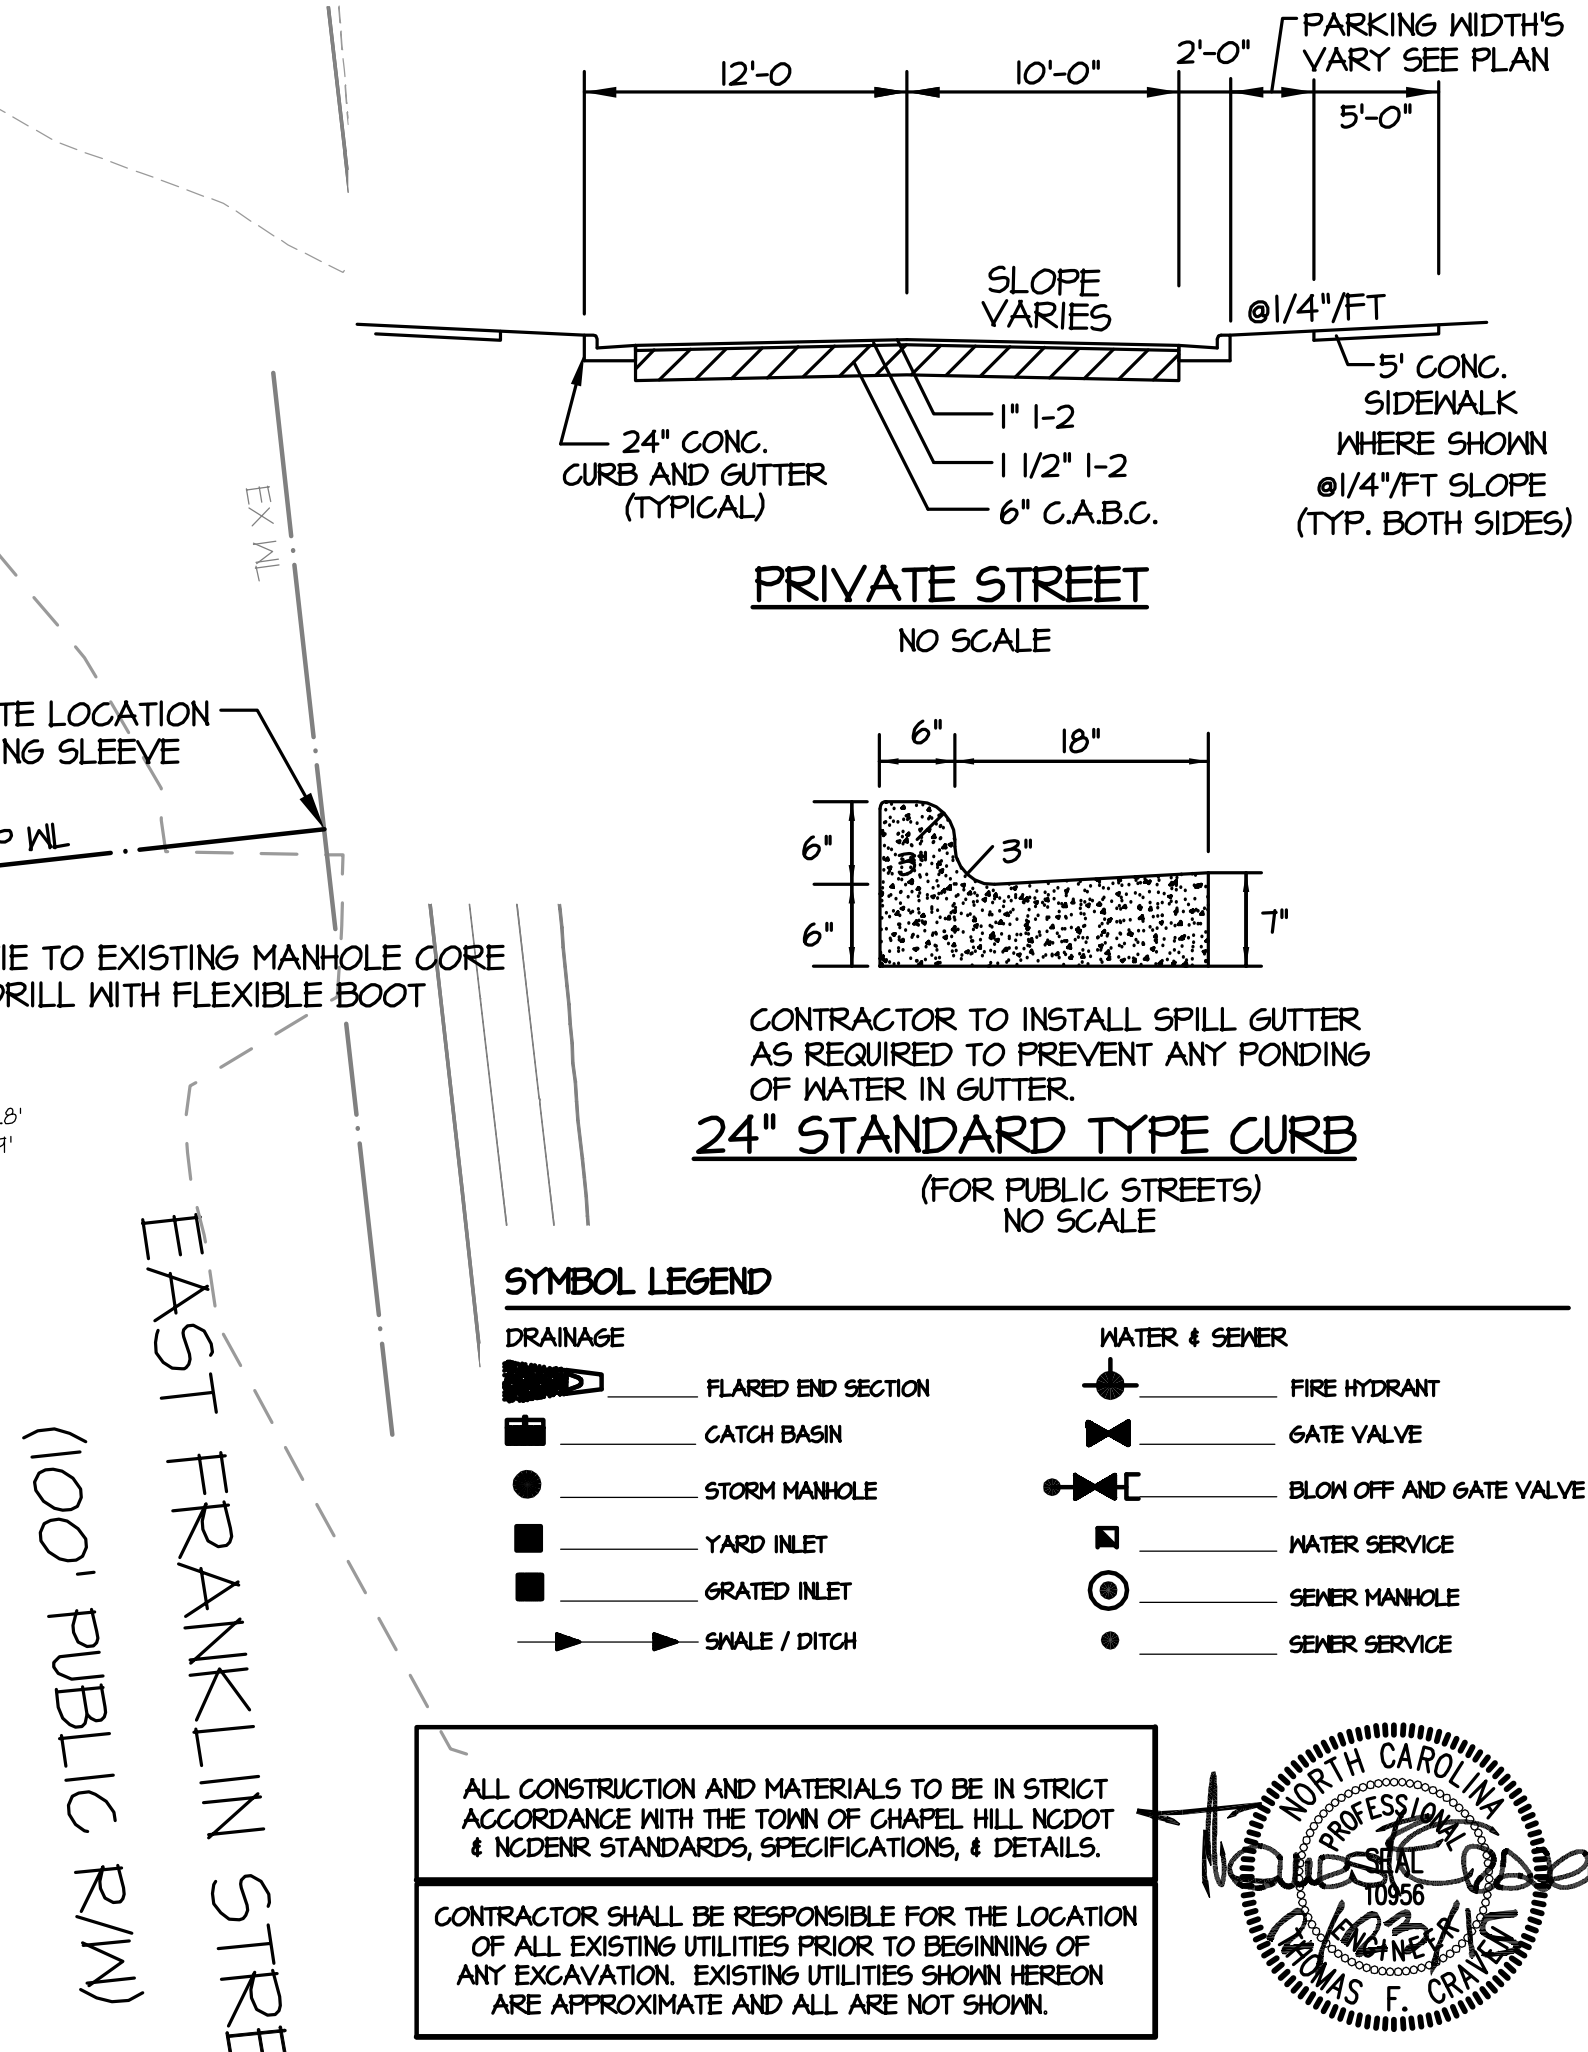 PARKING WIDTH'S
VARY SEE PLAN
12'-0
10'-0"
2'-0"
5'-0"
SLOPE
VARIES
@1/4"/FT
24" CONC.
CURB AND GUTTER
(TYPICAL)
1" I-2
1 1/2" I-2
6" C.A.B.C.
5' CONC.
SIDEWALK
WHERE SHOWN
@1/4"/FT SLOPE
(TYP. BOTH SIDES)
PRIVATE STREET
NO SCALE
EX WL
TE LOCATION
NG SLEEVE
P WL
IE TO EXISTING MANHOLE CORE
DRILL WITH FLEXIBLE BOOT
8'
9'
6"
18"
6"
3"
3"
6"
7"
CONTRACTOR TO INSTALL SPILL GUTTER
AS REQUIRED TO PREVENT ANY PONDING
OF WATER IN GUTTER.
24" STANDARD TYPE CURB
(FOR PUBLIC STREETS)
NO SCALE
EAST FRANKLIN STRE
(100' PUBLIC R/W)
SYMBOL LEGEND
DRAINAGE
FLARED END SECTION
CATCH BASIN
STORM MANHOLE
YARD INLET
GRATED INLET
SWALE / DITCH
WATER & SEWER
FIRE HYDRANT
GATE VALVE
BLOW OFF AND GATE VALVE
WATER SERVICE
SEWER MANHOLE
SEWER SERVICE
ALL CONSTRUCTION AND MATERIALS TO BE IN STRICT
ACCORDANCE WITH THE TOWN OF CHAPEL HILL NCDOT
& NCDENR STANDARDS, SPECIFICATIONS, & DETAILS.
CONTRACTOR SHALL BE RESPONSIBLE FOR THE LOCATION
OF ALL EXISTING UTILITIES PRIOR TO BEGINNING OF
ANY EXCAVATION.  EXISTING UTILITIES SHOWN HEREON
ARE APPROXIMATE AND ALL ARE NOT SHOWN.
NORTH CAROLINA
PROFESSIONAL
SEAL
10956
ENGINEER
THOMAS F. CRAVEN